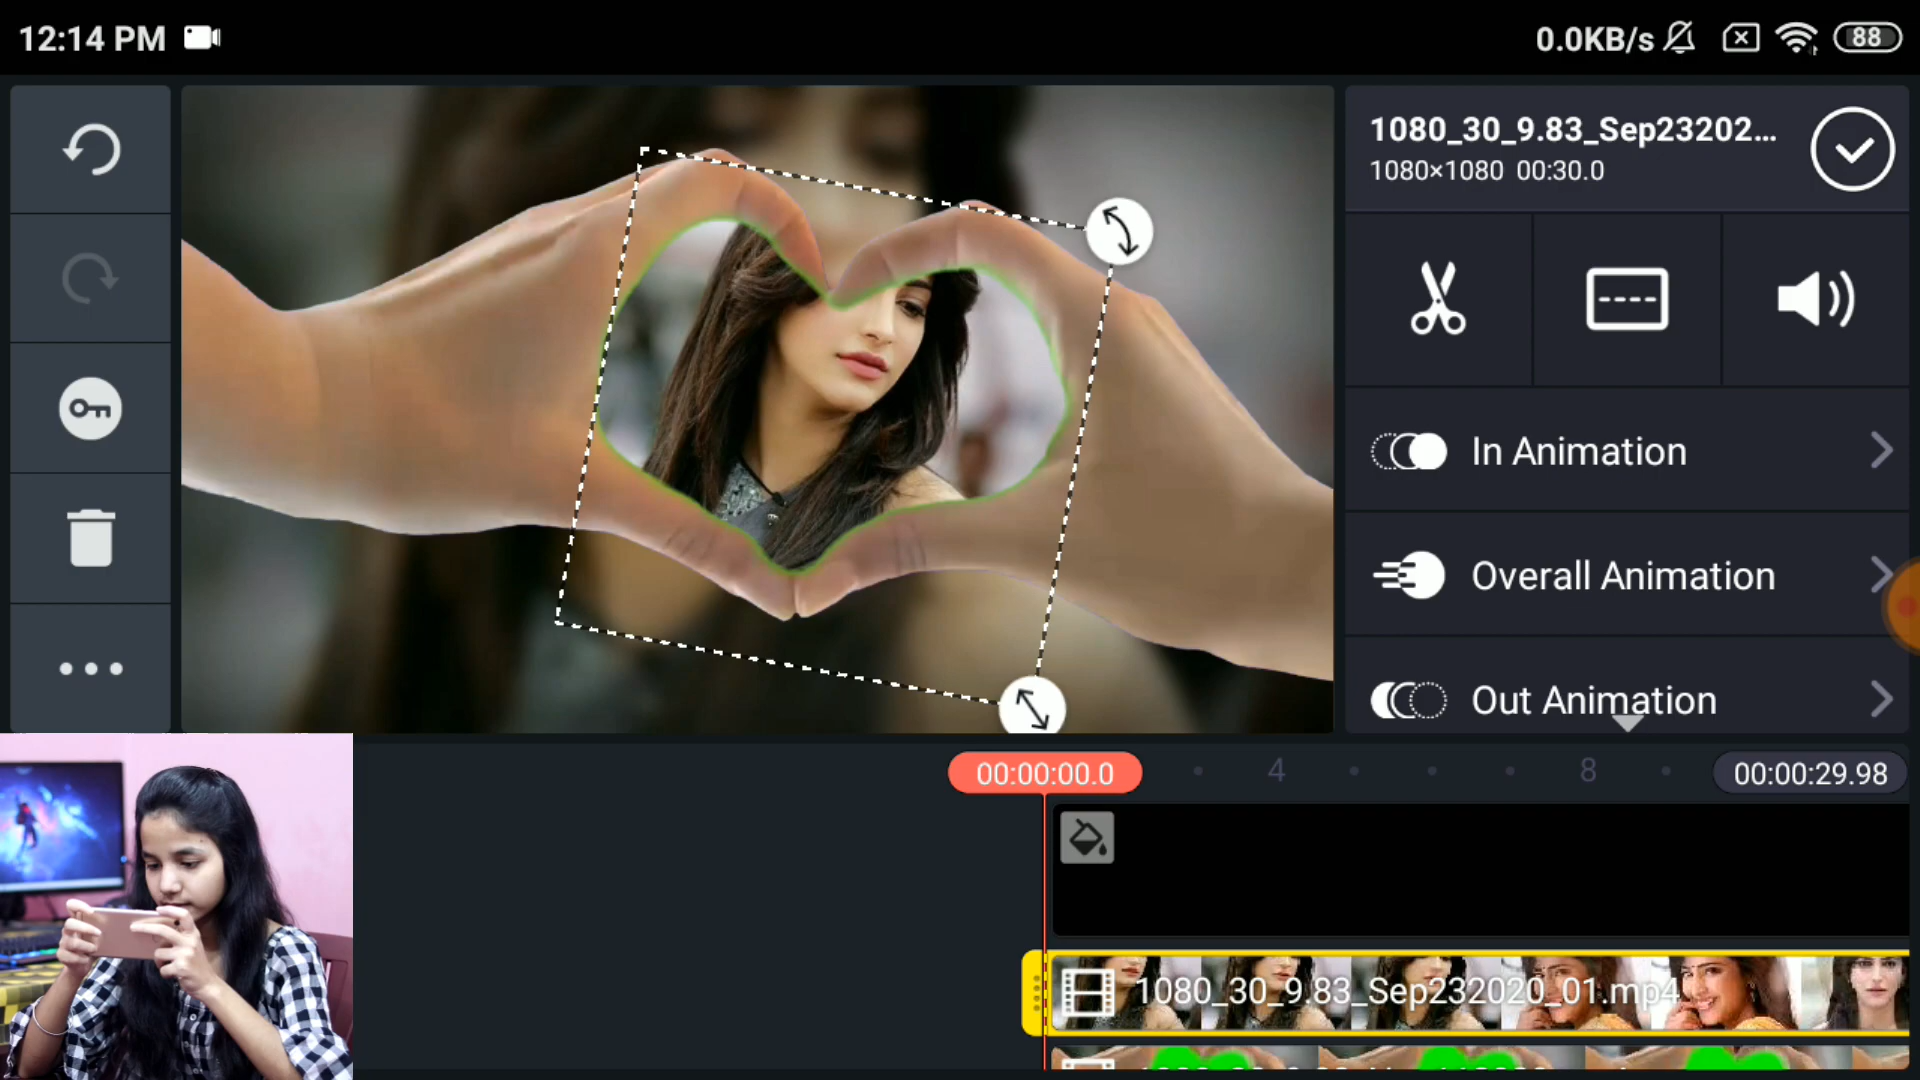 12:14 PM
0.0KB/s
88
1080_30_9.83_Sep23202...
1080×1080 00:30.0
In Animation
Overall Animation
Out Animation
00:00:00.0
4
8
00:00:29.98
1080_30_9.83_Sep232020_01.mp4